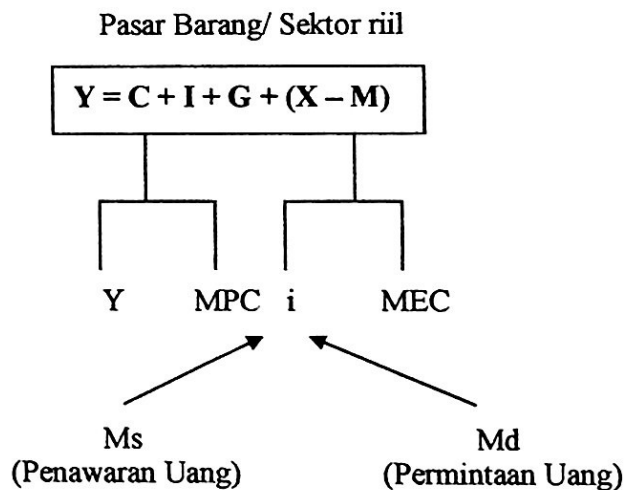 Pasar Barang/ Sektor riil
Y = C + I + G + (X – M)
Y MPC i MEC
Ms Md
(Penawaran Uang) (Permintaan Uang)